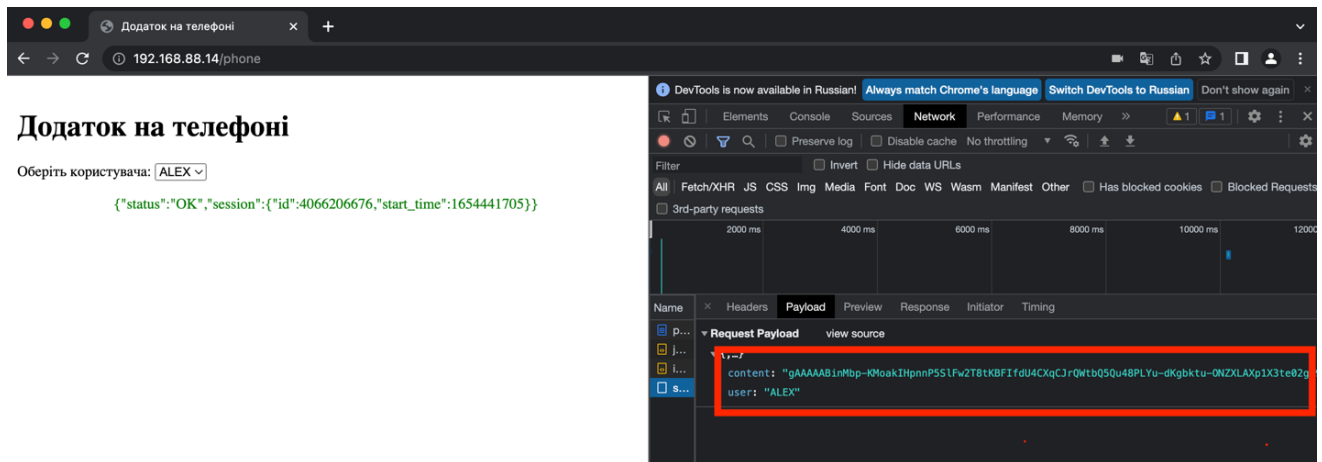 Додаток на телефоні
192.168.88.14/phone
Додаток на телефоні
Оберіть користувача: ALEX
{"status":"OK","session":{"id":4066206676,"start_time":1654441705}}
DevTools is now available in Russian! Always match Chrome's language Switch DevTools to Russian Don't show again
Elements Console Sources Network Performance Memory » 1 1
Preserve log Disable cache No throttling
Filter Invert Hide data URLs
All Fetch/XHR JS CSS Img Media Font Doc WS Wasm Manifest Other Has blocked cookies Blocked Requests
3rd-party requests
2000 ms 4000 ms 6000 ms 8000 ms 10000 ms 12000
Name Headers Payload Preview Response Initiator Timing
p... Request Payload view source
j...
i... content:
s... user: "ALEX"